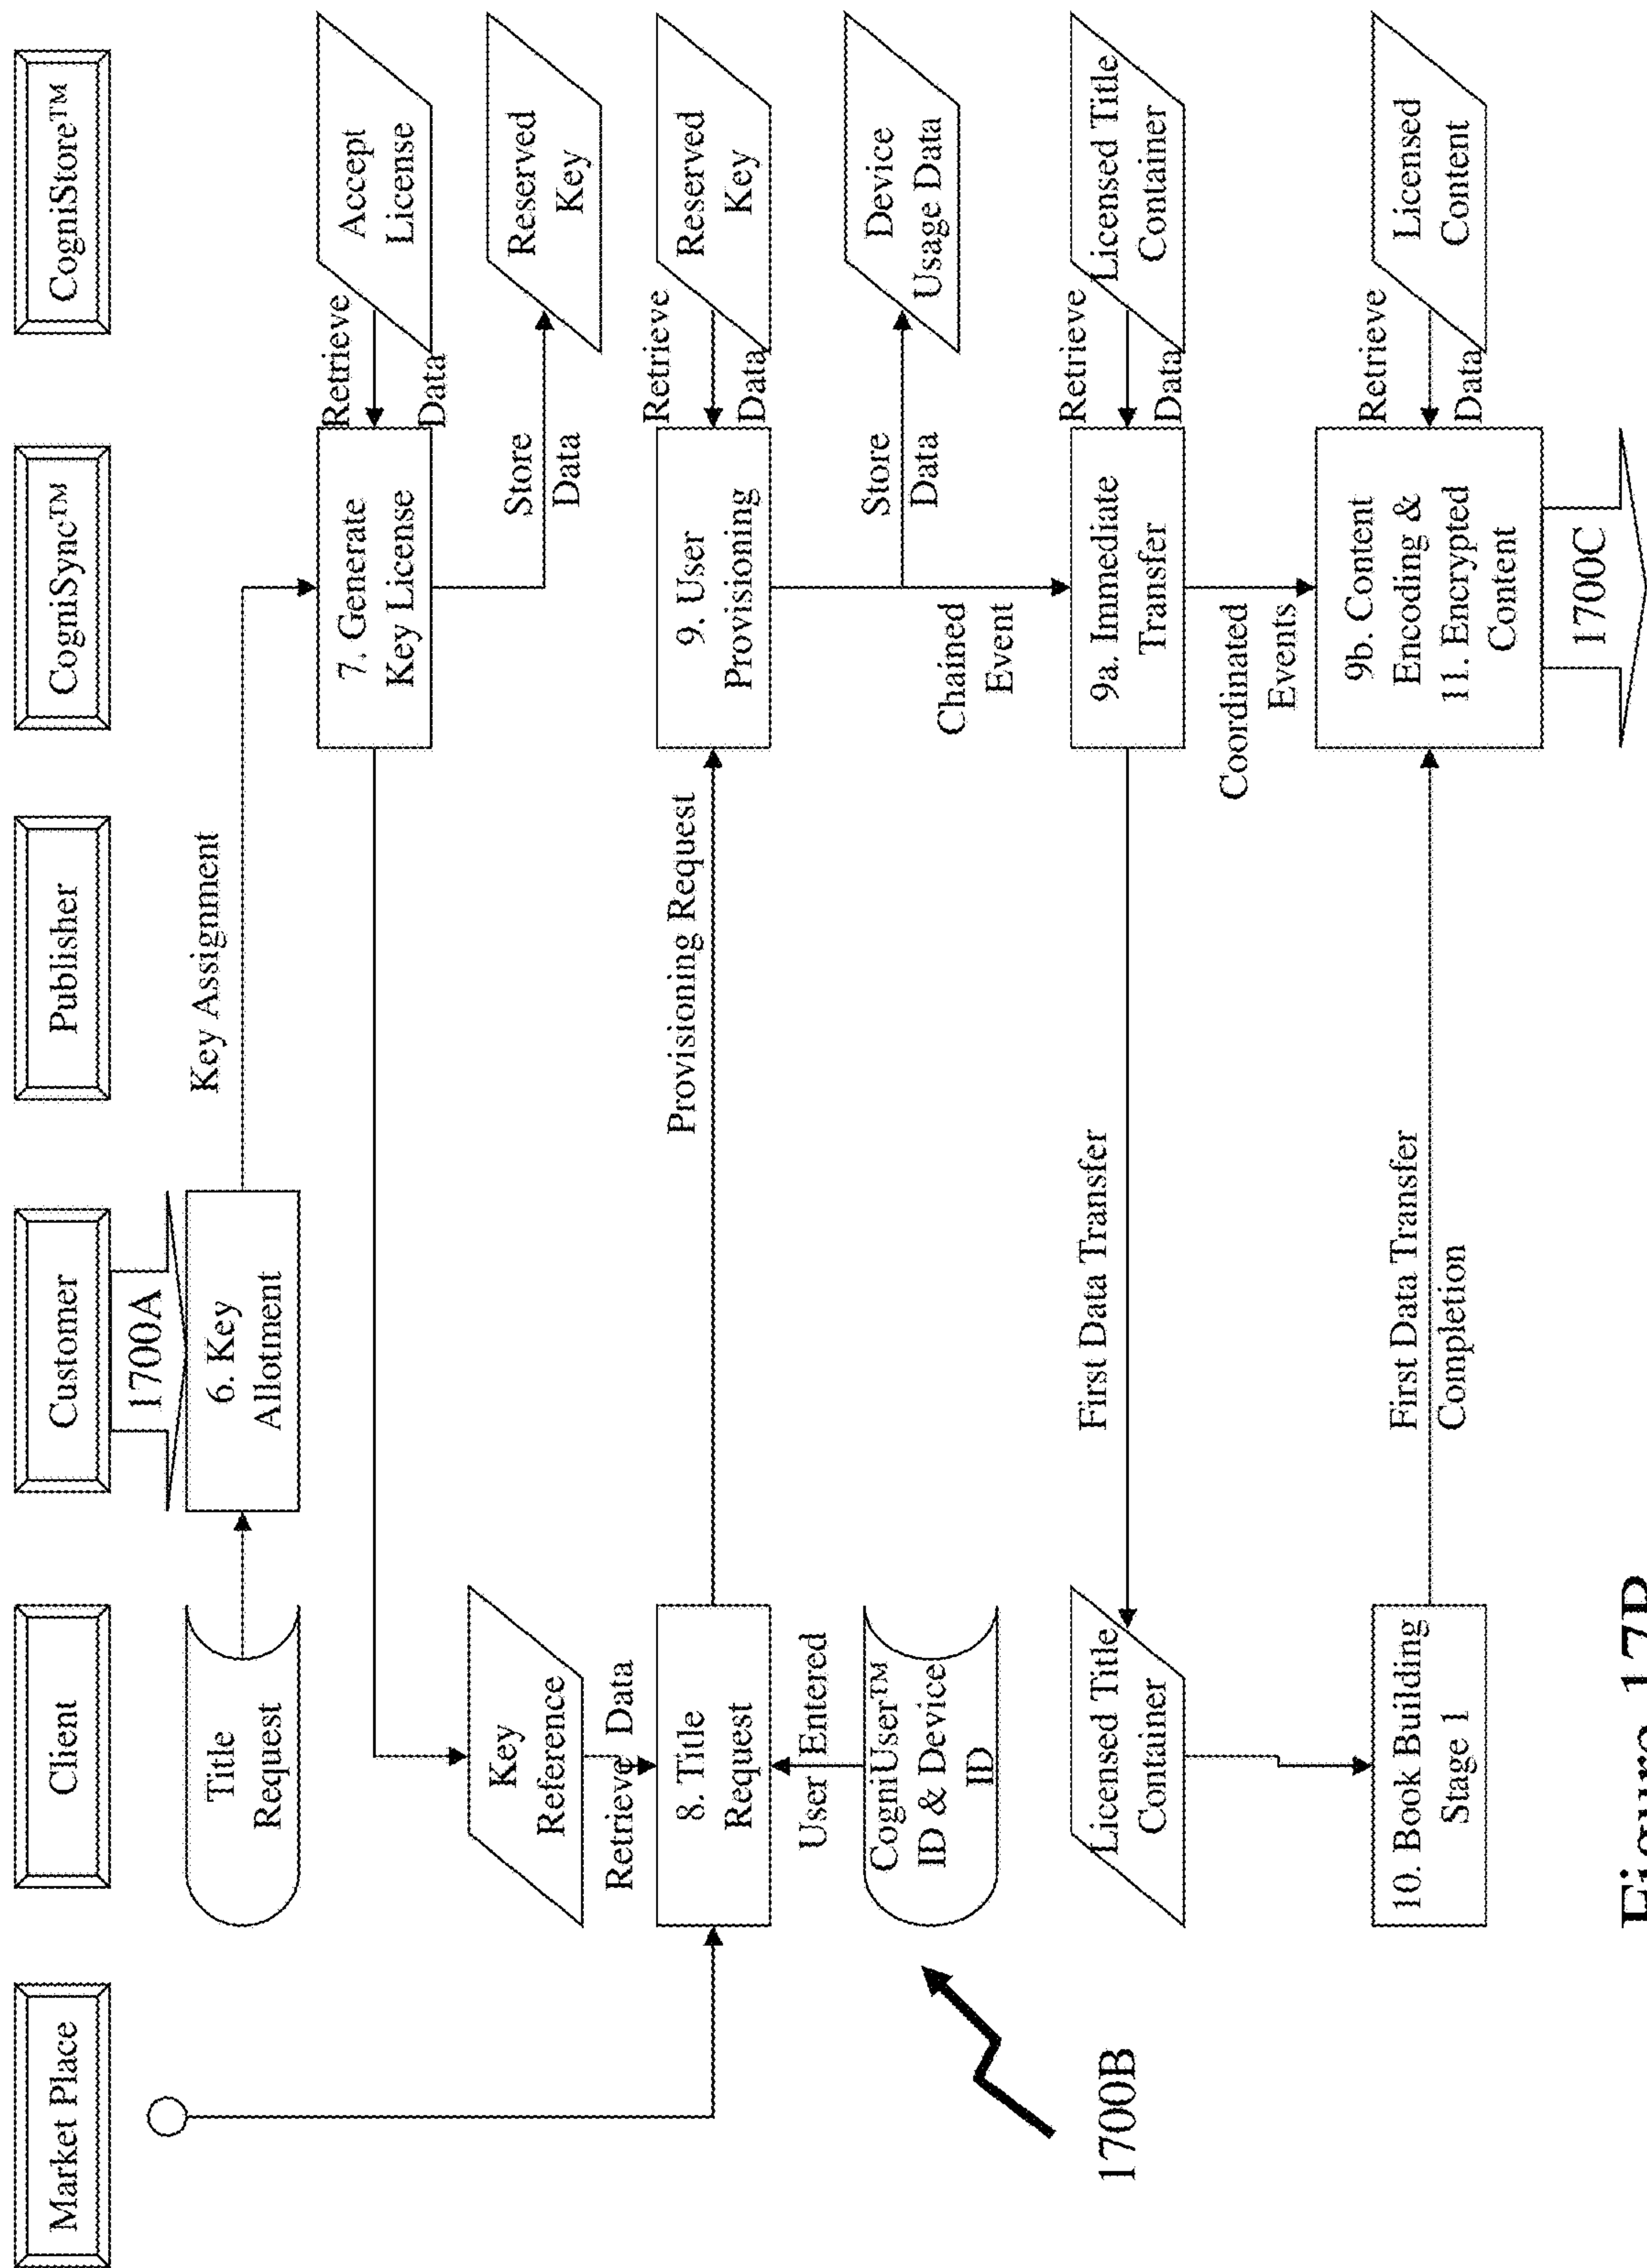 Market Place
Client
Customer
Publisher
CogniSync™
CogniStore™
1700A
Title
Request
6. Key
Allotment
Key Assignment
7. Generate
Key License
Retrieve
Data
Accept
License
Key
Reference
Store
Data
Reserved
Key
Retrieve Data
8. Title
Request
Provisioning Request
9. User
Provisioning
Retrieve
Data
Reserved
Key
User Entered
CogniUser™
ID & Device
ID
Store
Data
Device
Usage Data
Chained
Event
1700B
Licensed Title
Container
First Data Transfer
9a. Immediate
Transfer
Retrieve
Data
Licensed Title
Container
Coordinated
Events
10. Book Building
Stage 1
First Data Transfer
Completion
9b. Content
Encoding &
11. Encrypted
Content
Retrieve
Data
Licensed
Content
1700C
Figure 17B